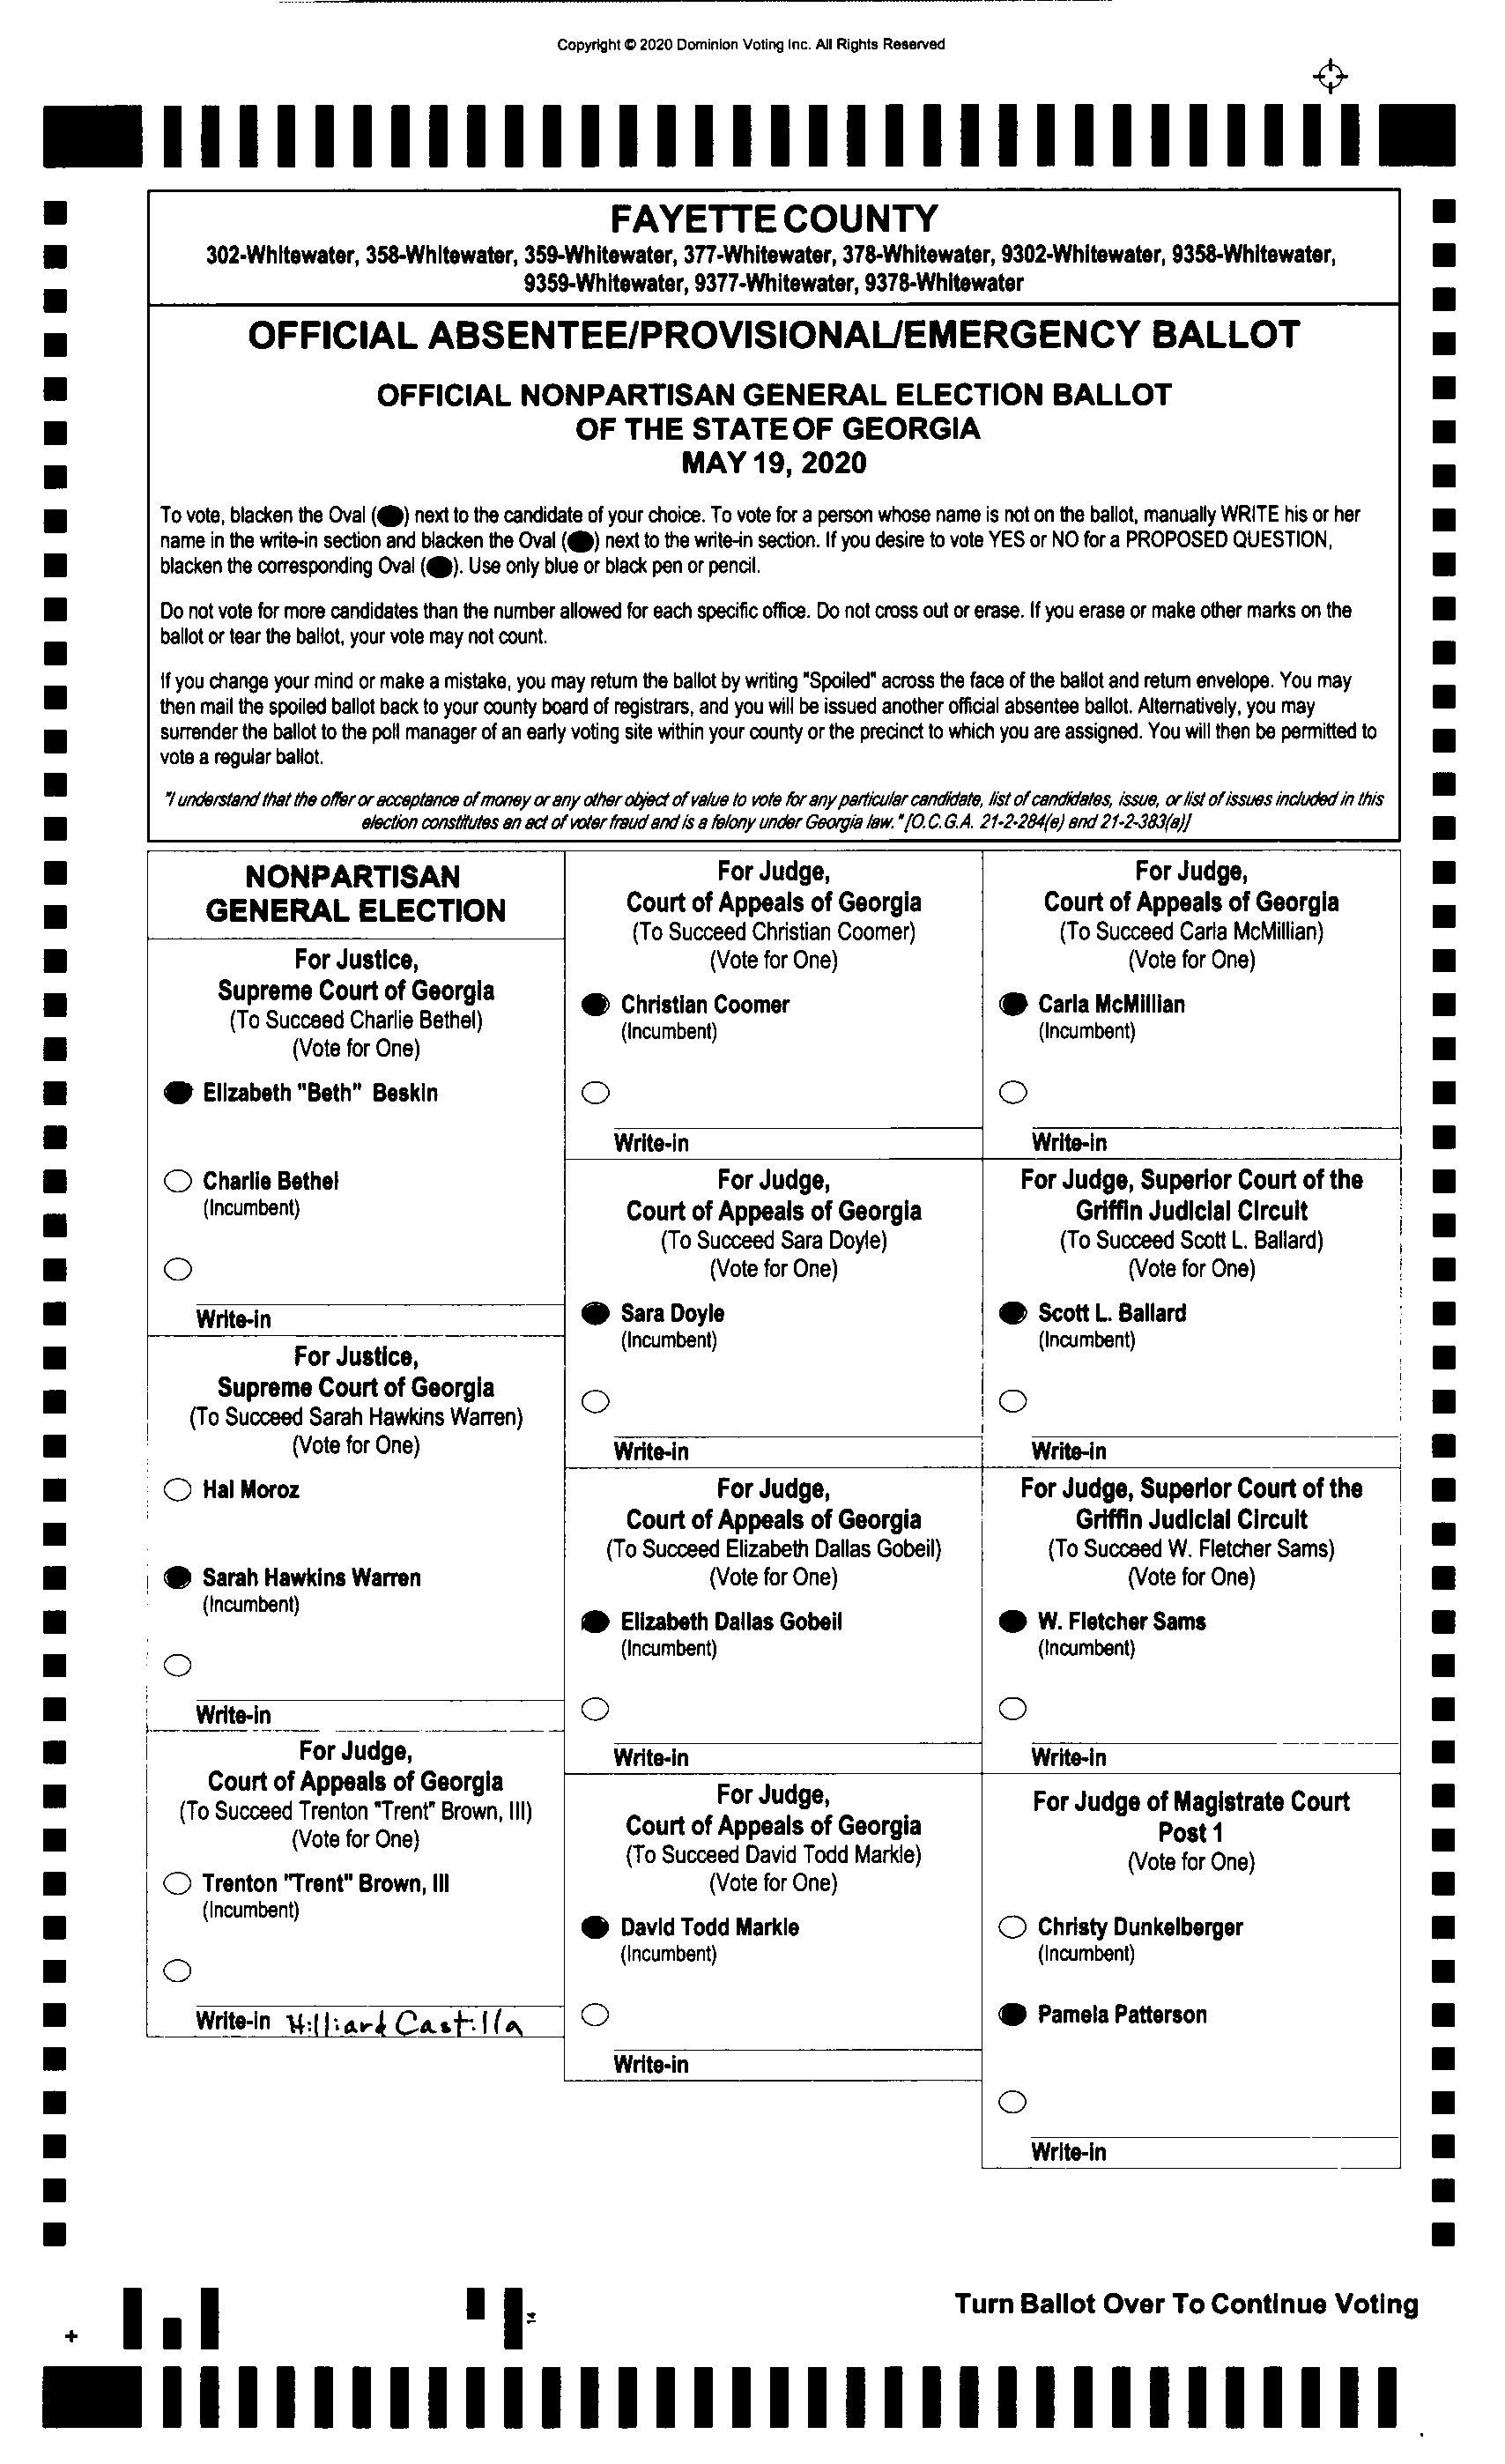 Copyright © 2020 Dominion Voting Inc. All Rights Reserved
FAYETTE COUNTY
302-Whitewater, 358-Whitewater, 359-Whitewater, 377-Whitewater, 378-Whitewater, 9302-Whitewater, 9358-Whitewater,
9359-Whitewater, 9377-Whitewater, 9378-Whitewater
OFFICIAL ABSENTEE/PROVISIONAL/EMERGENCY BALLOT
OFFICIAL NONPARTISAN GENERAL ELECTION BALLOT
OF THE STATE OF GEORGIA
MAY 19, 2020
To vote, blacken the Oval () next to the candidate of your choice. To vote for a person whose name is not on the ballot, manually WRITE his or her
name in the write-in section and blacken the Oval () next to the write-in section. If you desire to vote YES or NO for a PROPOSED QUESTION,
blacken the corresponding Oval (). Use only blue or black pen or pencil.
Do not vote for more candidates than the number allowed for each specific office. Do not cross out or erase. If you erase or make other marks on the
ballot or tear the ballot, your vote may not count.
If you change your mind or make a mistake, you may return the ballot by writing "Spoiled" across the face of the ballot and return envelope. You may
then mail the spoiled ballot back to your county board of registrars, and you will be issued another official absentee ballot. Alternatively, you may
surrender the ballot to the poll manager of an early voting site within your county or the precinct to which you are assigned. You will then be permitted to
vote a regular ballot.
"I understand that the offer or acceptance of money or any other object of value to vote for any particular candidate, list of candidates, issue, or list of issues included in this
election constitutes an act of voter fraud and is a felony under Georgia law." [O.C.G.A. 21-2-284(e) and 21-2-383(a)]
NONPARTISAN
GENERAL ELECTION
For Justice,
Supreme Court of Georgia
(To Succeed Charlie Bethel)
(Vote for One)
Elizabeth "Beth" Beskin
Charlie Bethel
(Incumbent)
Write-in
For Justice,
Supreme Court of Georgia
(To Succeed Sarah Hawkins Warren)
(Vote for One)
Hal Moroz
Sarah Hawkins Warren
(Incumbent)
Write-in
For Judge,
Court of Appeals of Georgia
(To Succeed Trenton "Trent" Brown, III)
(Vote for One)
Trenton "Trent" Brown, III
(Incumbent)
Write-in Hilliard Castilla
For Judge,
Court of Appeals of Georgia
(To Succeed Christian Coomer)
(Vote for One)
Christian Coomer
(Incumbent)
Write-in
For Judge,
Court of Appeals of Georgia
(To Succeed Sara Doyle)
(Vote for One)
Sara Doyle
(Incumbent)
Write-in
For Judge,
Court of Appeals of Georgia
(To Succeed Elizabeth Dallas Gobeil)
(Vote for One)
Elizabeth Dallas Gobeil
(Incumbent)
Write-in
For Judge,
Court of Appeals of Georgia
(To Succeed David Todd Markle)
(Vote for One)
David Todd Markle
(Incumbent)
Write-in
For Judge,
Court of Appeals of Georgia
(To Succeed Carla McMillian)
(Vote for One)
Carla McMillian
(Incumbent)
Write-in
For Judge, Superior Court of the
Griffin Judicial Circuit
(To Succeed Scott L. Ballard)
(Vote for One)
Scott L. Ballard
(Incumbent)
Write-in
For Judge, Superior Court of the
Griffin Judicial Circuit
(To Succeed W. Fletcher Sams)
(Vote for One)
W. Fletcher Sams
(Incumbent)
Write-in
For Judge of Magistrate Court
Post 1
(Vote for One)
Christy Dunkelberger
(Incumbent)
Pamela Patterson
Write-in
Turn Ballot Over To Continue Voting
14
+